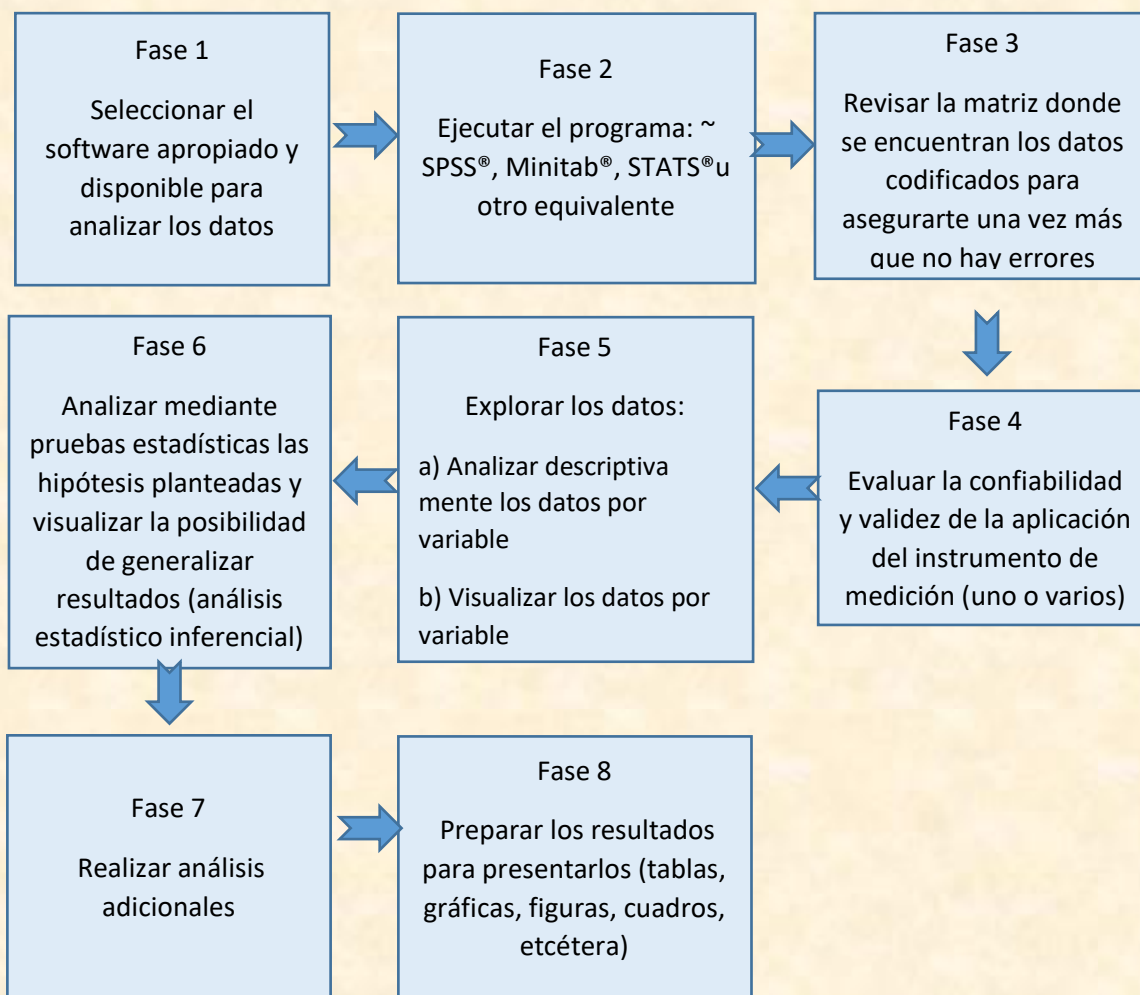 Fase 1
Seleccionar el
software apropiado y
disponible para
analizar los datos
Fase 2
Ejecutar el programa: ~
SPSS®, Minitab®, STATS®u
otro equivalente
Fase 3
Revisar la matriz donde
se encuentran los datos
codificados para
asegurarte una vez más
que no hay errores
Fase 4
Evaluar la confiabilidad
y validez de la aplicación
del instrumento de
medición (uno o varios)
Fase 5
Explorar los datos:
a) Analizar descriptiva
mente los datos por
variable
b) Visualizar los datos por
variable
Fase 6
Analizar mediante
pruebas estadísticas las
hipótesis planteadas y
visualizar la posibilidad
de generalizar
resultados (análisis
estadístico inferencial)
Fase 7
Realizar análisis
adicionales
Fase 8
Preparar los resultados
para presentarlos (tablas,
gráficas, figuras, cuadros,
etcétera)